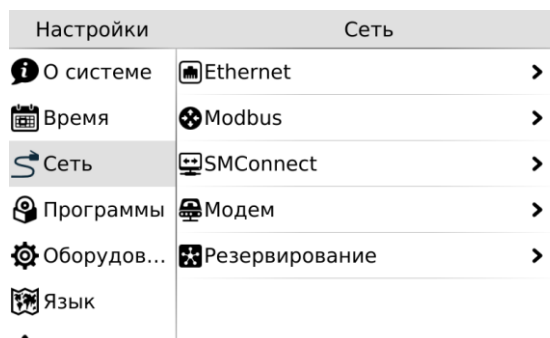 Настройки
Сеть
О системе
Время
Сеть
Программы
Оборудов...
Язык
Ethernet
Modbus
SMConnect
Модем
Резервирование